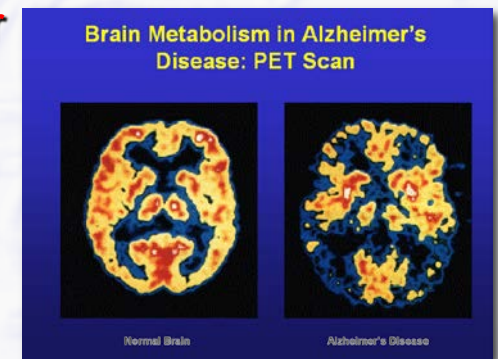 Brain Metabolism in Alzheimer's
Disease: PET Scan
Normal Brain
Alzheimer's Disease